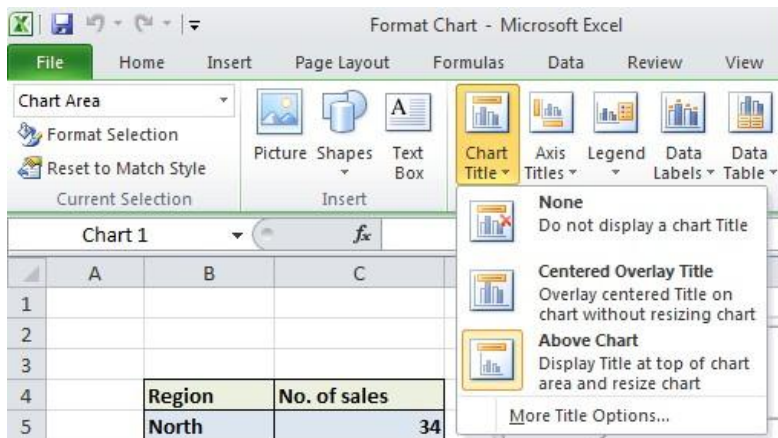 Format Chart - Microsoft Excel
File Home Insert Page Layout Formulas Data Review View
Chart Area
Format Selection
Reset to Match Style
Current Selection
Picture Shapes Text Box
Insert
Chart Title Axis Titles Legend Data Labels Data Table
None
Do not display a chart Title
Centered Overlay Title
Overlay centered Title on
chart without resizing chart
Above Chart
Display Title at top of chart
area and resize chart
More Title Options...
Chart 1 fx
A B C
1
2
3
4 Region No. of sales
5 North 34